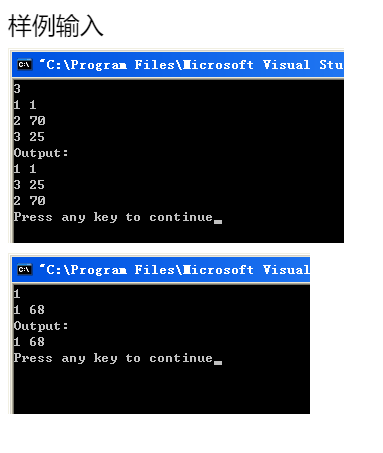 样例输入
"C:\Program Files\Microsoft Visual Stu
3
1 1
2 70
3 25
Output:
1 1
3 25
2 70
Press any key to continue_
"C:\Program Files\Microsoft Visual
1
1 68
Output:
1 68
Press any key to continue_